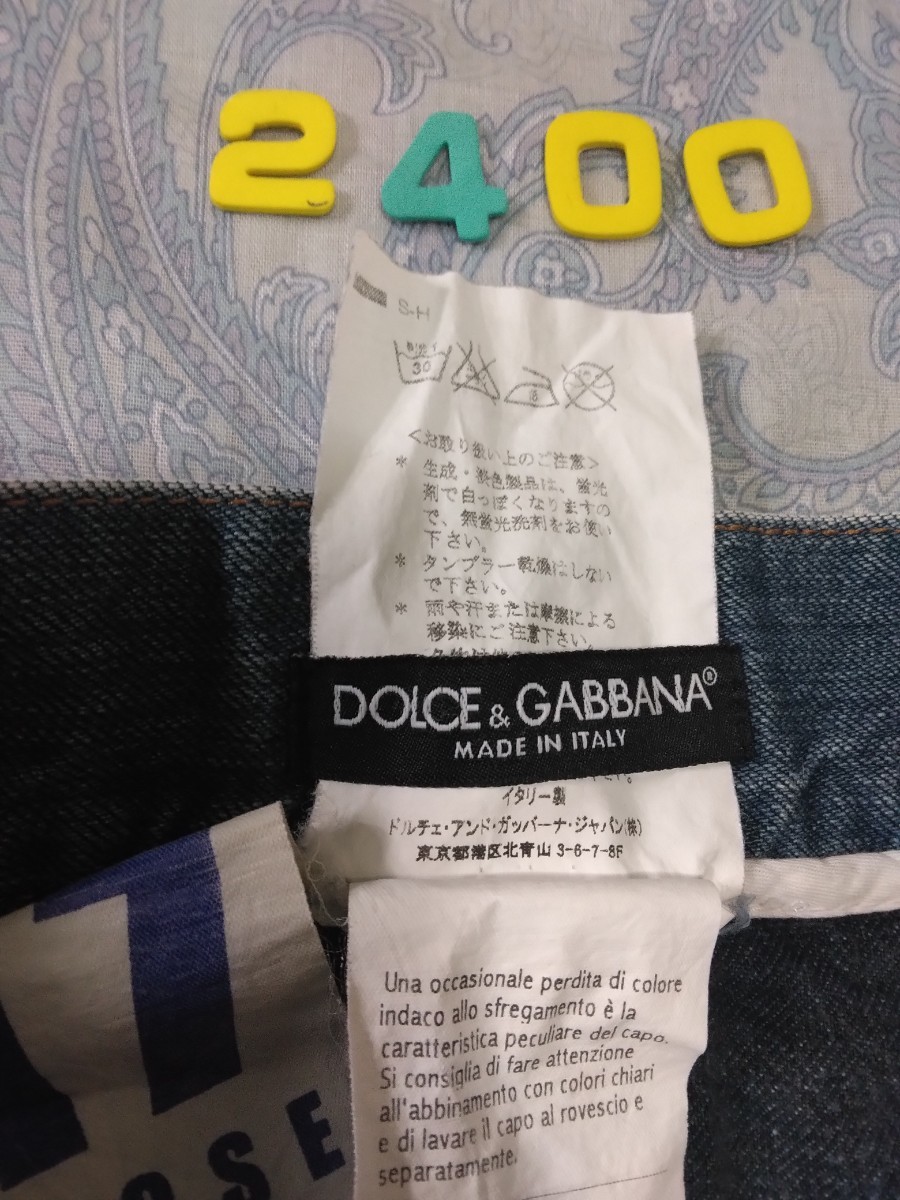 2400
S-H
30
<お取り扱い上のご注意>
* 生成・淡色製品は、蛍光
剤で白っぽくなりますの
で、無蛍光洗剤をお使い
下さい。
* タンブラー乾燥はしない
で下さい。
* 雨や汗または摩擦による
移染にご注意下さい。
DOLCE & GABBANA®
MADE IN ITALY
イタリー製
ドルチェ・アンド・ガッバーナ・ジャパン(株)
東京都港区北青山 3-6-7-8F
Una occasionale perdita di colore
indaco allo sfregamento è la
caratteristica peculiare del capo.
Si consiglia di fare attenzione
all'abbinamento con colori chiari
e di lavare il capo al rovescio e
separatamente.